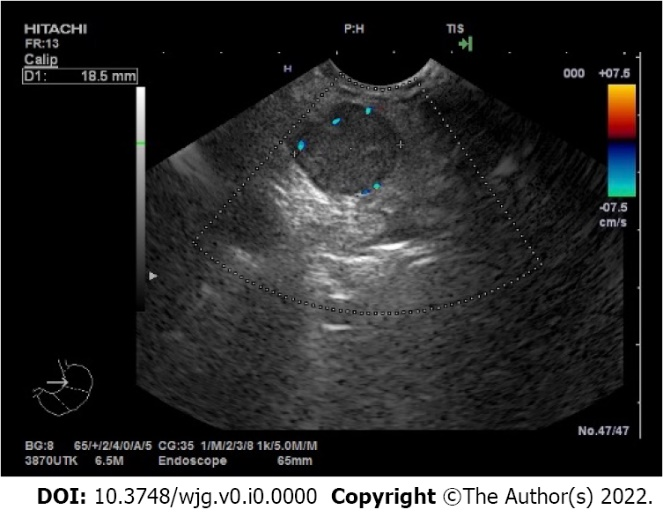 HITACHI
FR:13
Calip
D1: 18.5 mm
P:H
TIS
H
000 +07.5
-07.5
cm/s
No.47/47
BG:8 65/+/2/4/0/A/5 CG:35 1/M/2/3/8 1k/5.0M/M
3870UTK 6.5M Endoscope 65mm
DOI: 10.3748/wjg.v0.i0.0000 Copyright ©The Author(s) 2022.